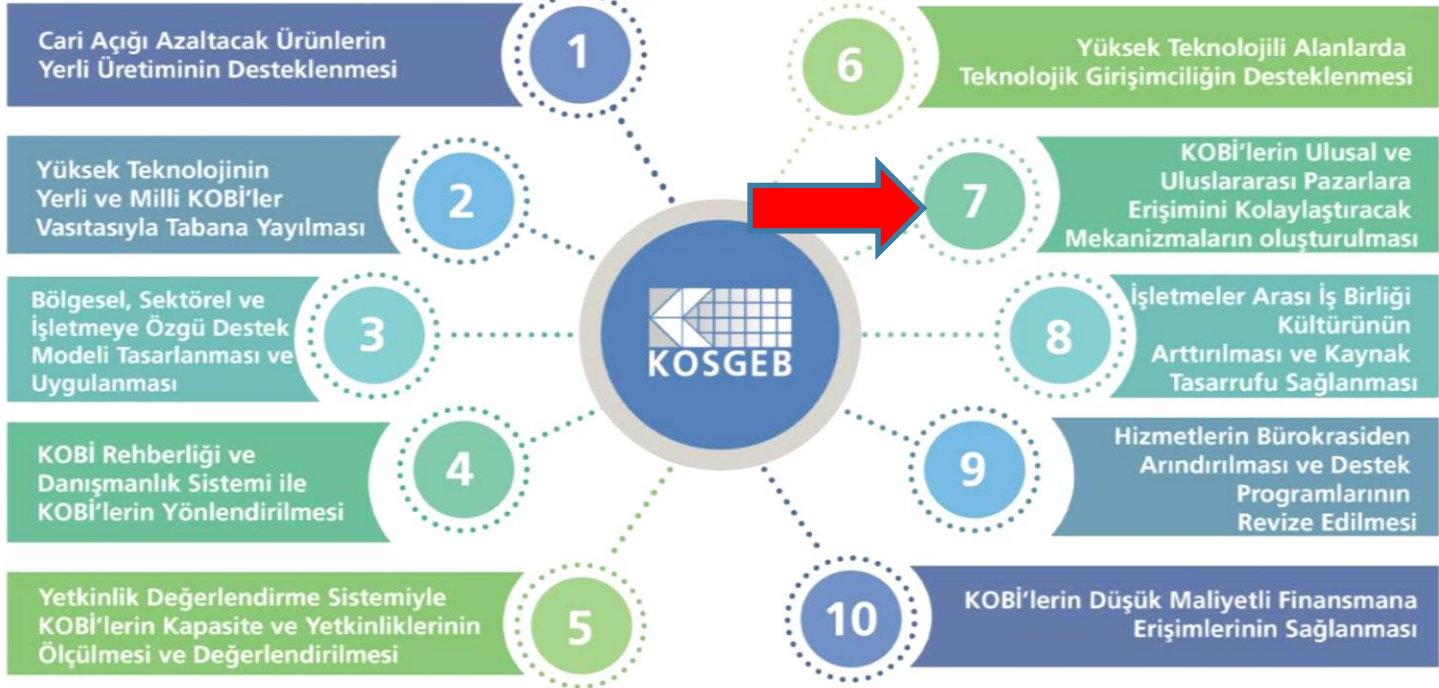 Cari Açığı Azaltacak Ürünlerin
Yerli Üretiminin Desteklenmesi
1
Yüksek Teknolojinin
Yerli ve Milli KOBİ'ler
Vasıtasıyla Tabana Yayılması
2
Bölgesel, Sektörel ve
İşletmeye Özgü Destek
Modeli Tasarlanması ve
Uygulanması
3
KOBİ Rehberliği ve
Danışmanlık Sistemi ile
KOBİ'lerin Yönlendirilmesi
4
Yetkinlik Değerlendirme Sistemiyle
KOBİ'lerin Kapasite ve Yetkinliklerinin
Ölçülmesi ve Değerlendirilmesi
5
KOSGEB
6
Yüksek Teknolojili Alanlarda
Teknolojik Girişimciliğin Desteklenmesi
7
KOBİ'lerin Ulusal ve
Uluslararası Pazarlara
Erişimini Kolaylaştıracak
Mekanizmaların oluşturulması
8
İşletmeler Arası İş Birliği
Kültürünün
Arttırılması ve Kaynak
Tasarrufu Sağlanması
9
Hizmetlerin Bürokrasiden
Arındırılması ve Destek
Programlarının
Revize Edilmesi
10
KOBİ'lerin Düşük Maliyetli Finansmana
Erişimlerinin Sağlanması